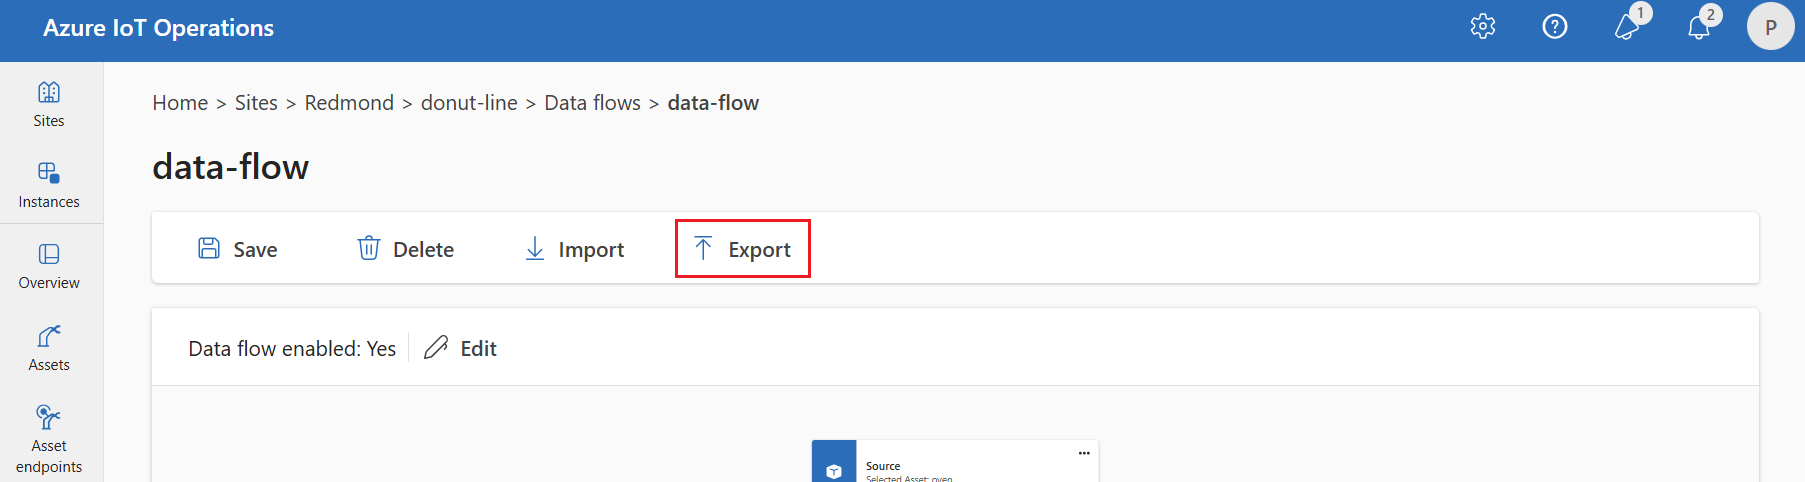 Azure IoT Operations
1
2
P
Sites
Instances
Overview
Assets
Asset
endpoints
Home > Sites > Redmond > donut-line > Data flows > data-flow
data-flow
Save Delete Import Export
Data flow enabled: Yes Edit
Source
Selected Asset: oven